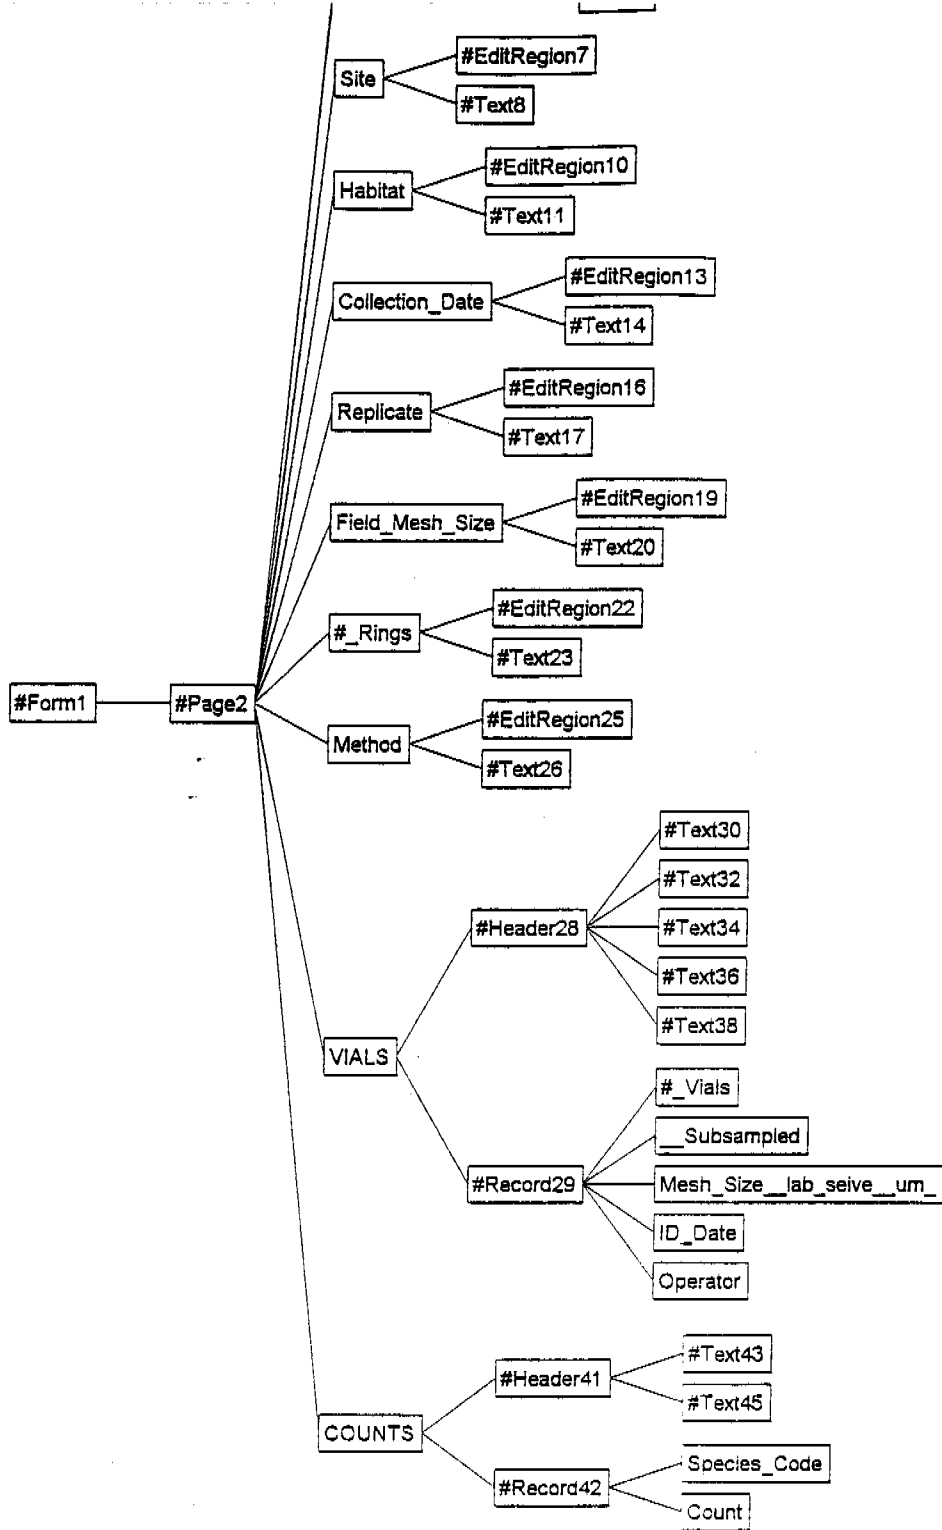 #EditRegion7
Site
#Text8
#EditRegion10
Habitat
#Text11
#EditRegion13
Collection_Date
#Text14
#EditRegion16
Replicate
#Text17
#EditRegion19
Field_Mesh_Size
#Text20
#EditRegion22
#_Rings
#Text23
#Form1
#Page2
#EditRegion25
Method
#Text26
#Text30
#Text32
#Header28
#Text34
#Text36
#Text38
VIALS
#_Vials
__Subsampled
#Record29
Mesh_Size__lab_seive__um_
ID_Date
Operator
#Text43
#Header41
#Text45
COUNTS
Species_Code
#Record42
Count